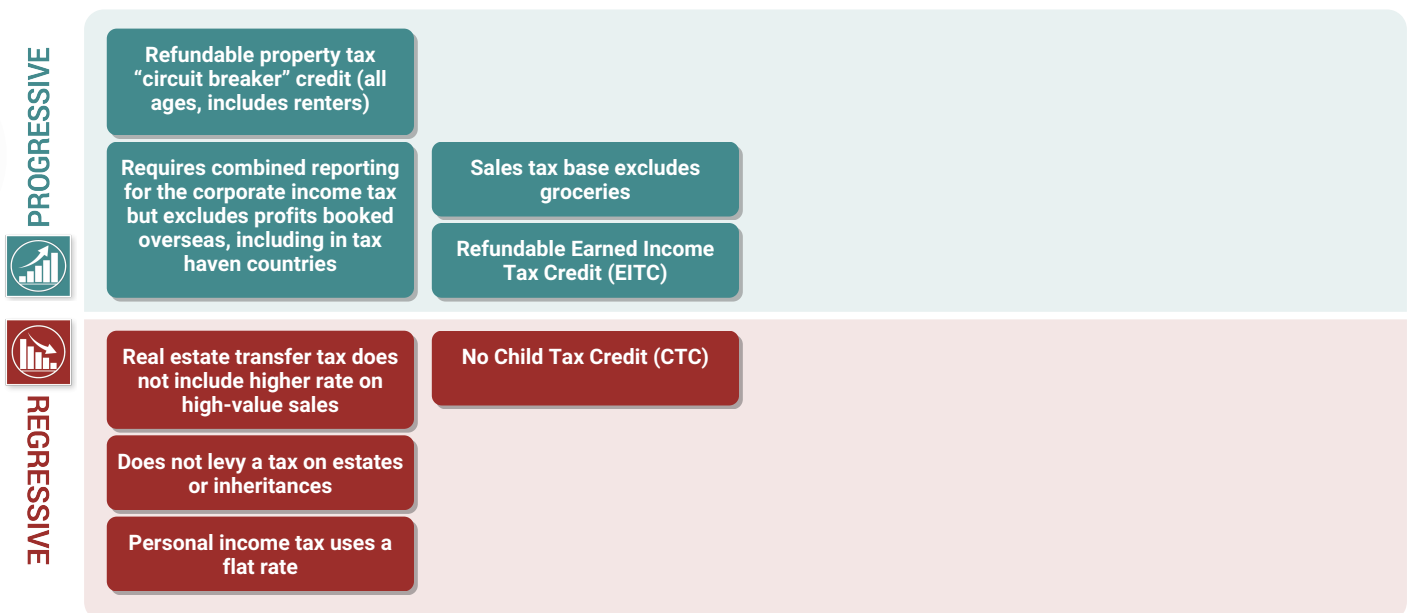 PROGRESSIVE
Refundable property tax
“circuit breaker” credit (all
ages, includes renters)
Requires combined reporting
for the corporate income tax
but excludes profits booked
overseas, including in tax
haven countries
Sales tax base excludes
groceries
Refundable Earned Income
Tax Credit (EITC)
REGRESSIVE
Real estate transfer tax does
not include higher rate on
high-value sales
Does not levy a tax on estates
or inheritances
Personal income tax uses a
flat rate
No Child Tax Credit (CTC)